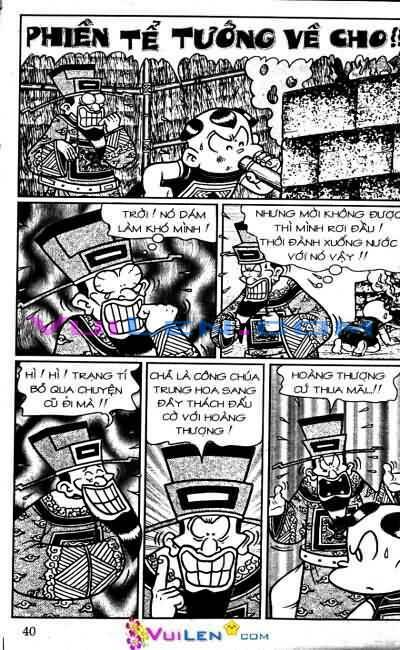 PHIỀN TỂ TƯỚNG VỀ CHO!!
TRỜI! NÓ DÁM
LÀM KHÓ MÌNH!
NHƯNG MỜI KHÔNG ĐƯỢC
THÌ MÌNH RƠI ĐẦU!
THÔI ĐÀNH XUỐNG NƯỚC
VỚI NÓ VẬY!!
VUILEN.COM
HÌ! HÌ! TRẠNG TÍ
BỎ QUA CHUYỆN
CŨ ĐI MÀ!!
CHẢ LÀ CÔNG CHÚA
TRUNG HOA SANG
ĐÂY THÁCH ĐẤU
CỜ VỚI HOÀNG
THƯỢNG!
HOÀNG THƯỢNG
CỨ THUA MÃI..!!
40
VUILEN.COM